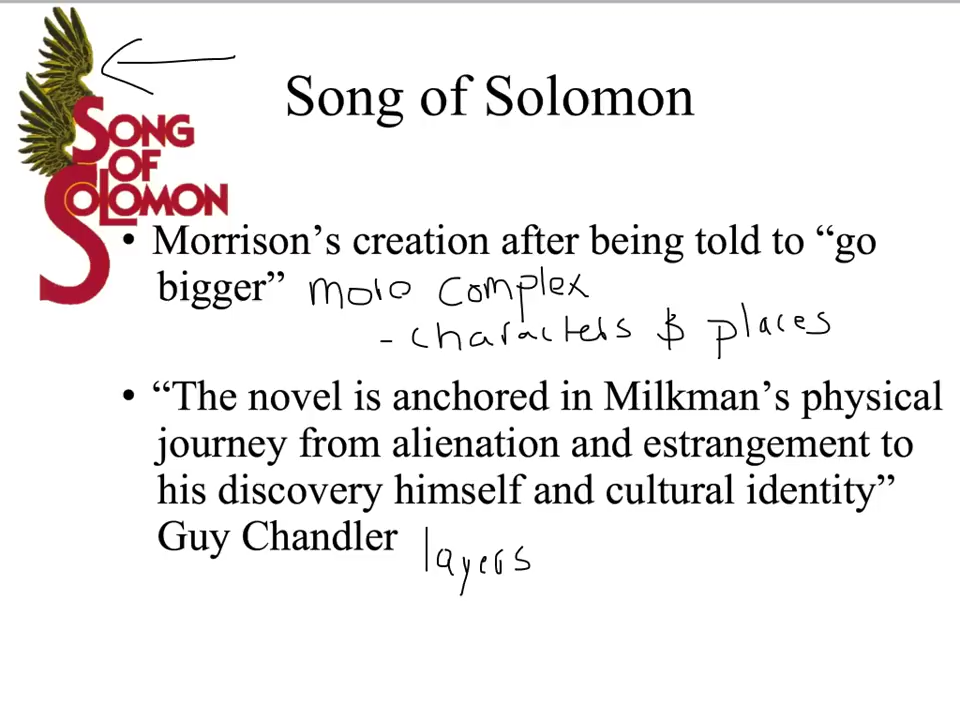 SONG
OF
SOLOMON
Song of Solomon
• Morrison’s creation after being told to “go
bigger” more complex
- characters & places
• “The novel is anchored in Milkman’s physical
journey from alienation and estrangement to
his discovery himself and cultural identity”
Guy Chandler layers